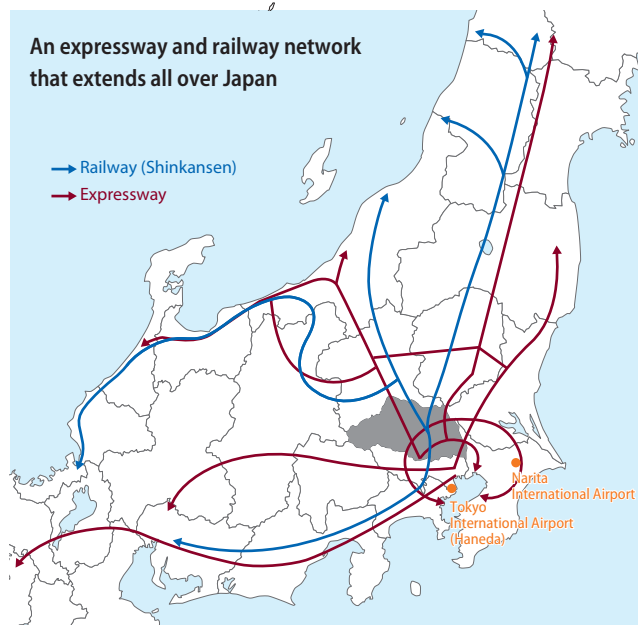 An expressway and railway network
that extends all over Japan
Railway (Shinkansen)
Expressway
Narita
International Airport
Tokyo
International Airport
(Haneda)